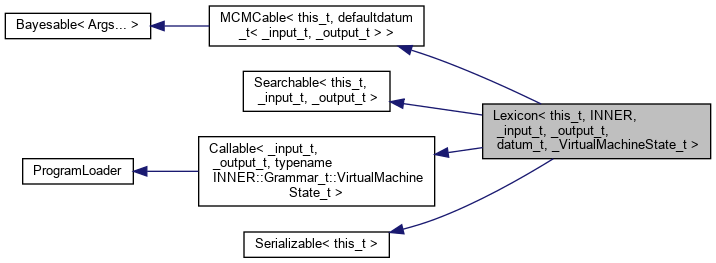 Bayesable< Args... >
MCMCable< this_t, defaultdatum
_t< _input_t, _output_t > >
Searchable< this_t,
_input_t, _output_t >
Lexicon< this_t, INNER,
_input_t, _output_t,
datum_t, _VirtualMachineState_t >
ProgramLoader
Callable< _input_t,
_output_t, typename
INNER::Grammar_t::VirtualMachine
State_t >
Serializable< this_t >